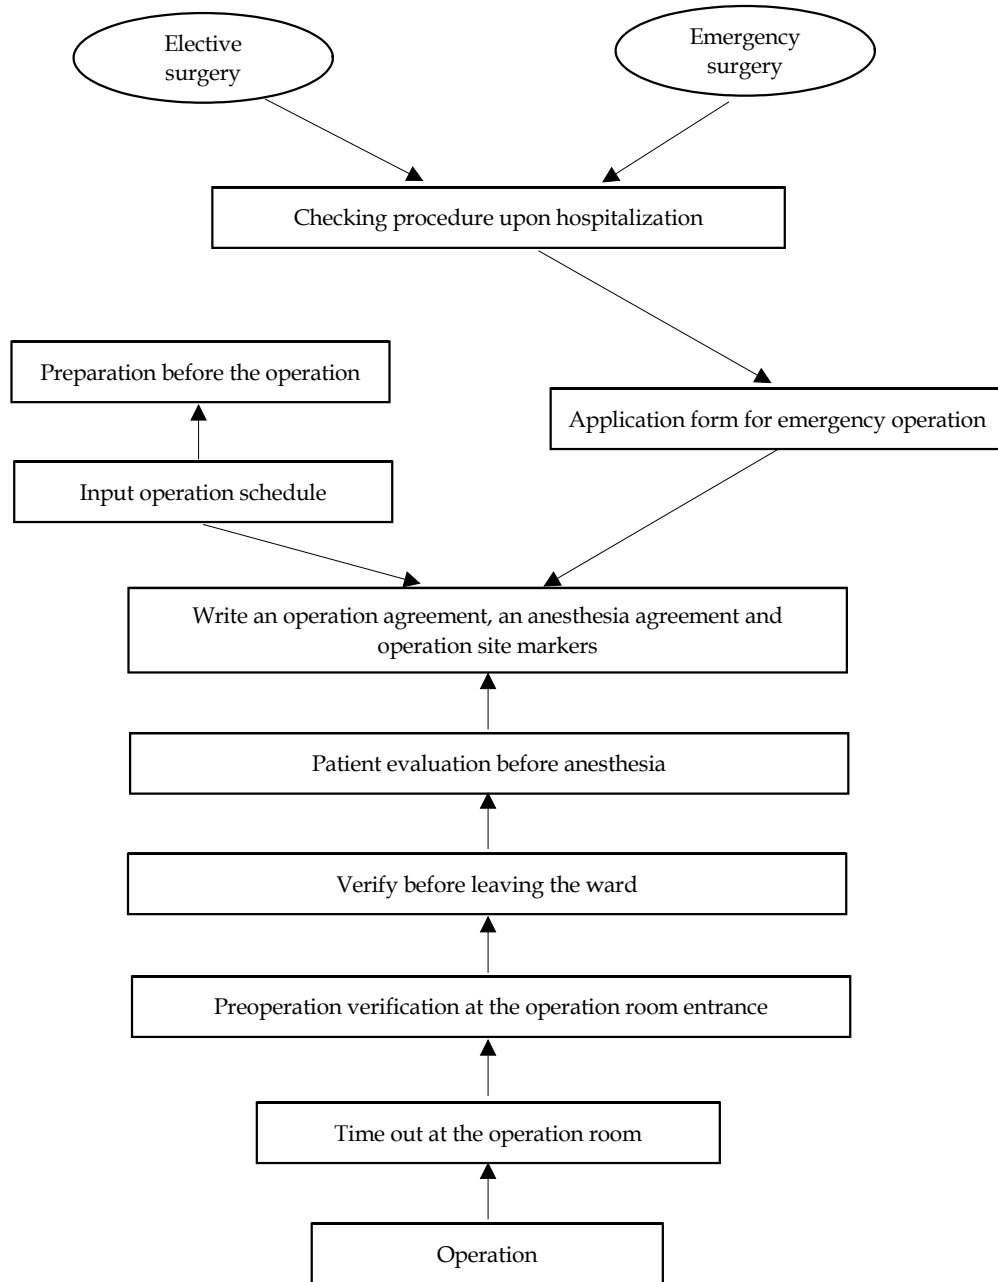 Elective
surgery
Emergency
surgery
Checking procedure upon hospitalization
Preparation before the operation
Application form for emergency operation
Input operation schedule
Write an operation agreement, an anesthesia agreement and
operation site markers
Patient evaluation before anesthesia
Verify before leaving the ward
Preoperation verification at the operation room entrance
Time out at the operation room
Operation